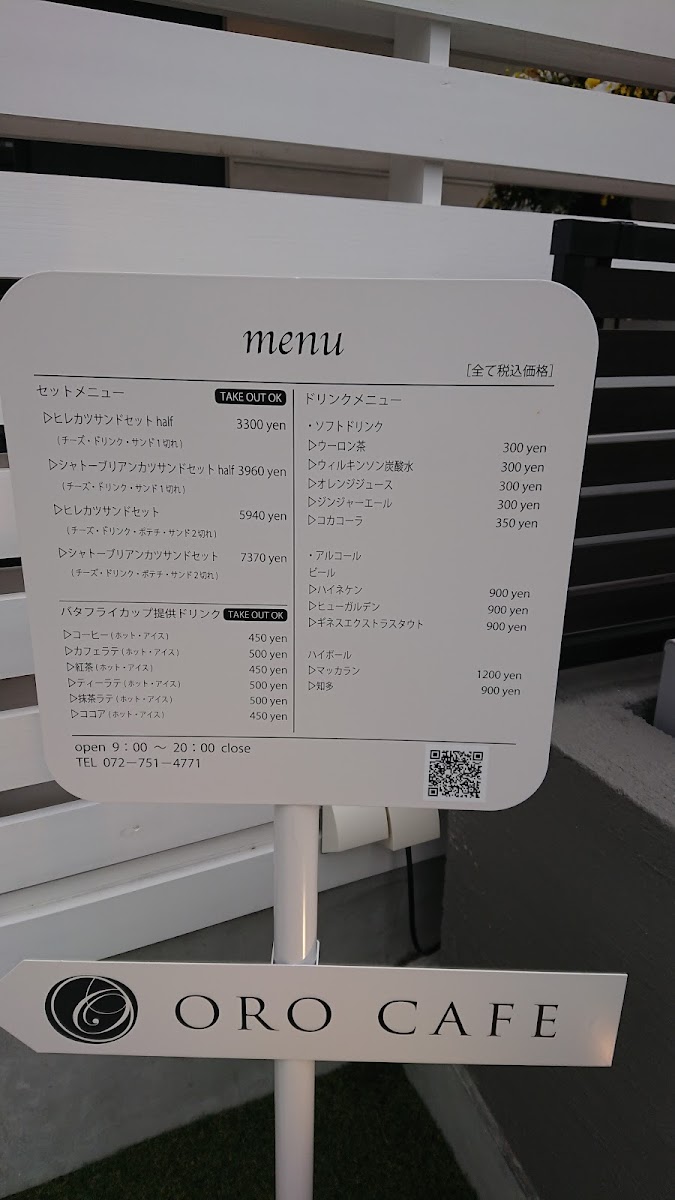 menu
[全て税込価格]
セットメニュー TAKE OUT OK
▷ヒレカツサンドセット half 3300 yen
(チーズ・ドリンク・サンド1切れ)
▷シャトーブリアンカツサンドセット half 3960 yen
(チーズ・ドリンク・サンド1切れ)
▷ヒレカツサンドセット 5940 yen
(チーズ・ドリンク・ポテチ・サンド2切れ)
▷シャトーブリアンカツサンドセット 7370 yen
(チーズ・ドリンク・ポテチ・サンド2切れ)
バタフライカップ提供ドリンク TAKE OUT OK
▷コーヒー(ホット・アイス) 450 yen
▷カフェラテ(ホット・アイス) 500 yen
▷紅茶(ホット・アイス) 450 yen
▷ティーラテ(ホット・アイス) 500 yen
▷抹茶ラテ(ホット・アイス) 500 yen
▷ココア(ホット・アイス) 450 yen
ドリンクメニュー
・ソフトドリンク
▷ウーロン茶 300 yen
▷ウィルキンソン炭酸水 300 yen
▷オレンジジュース 300 yen
▷ジンジャーエール 300 yen
▷コカコーラ 350 yen
・アルコール
ビール
▷ハイネケン 900 yen
▷ヒューガルデン 900 yen
▷ギネスエクストラスタウト 900 yen
ハイボール
▷マッカラン 1200 yen
▷知多 900 yen
open 9:00 〜 20:00 close
TEL 072ー751ー4771
ORO CAFE